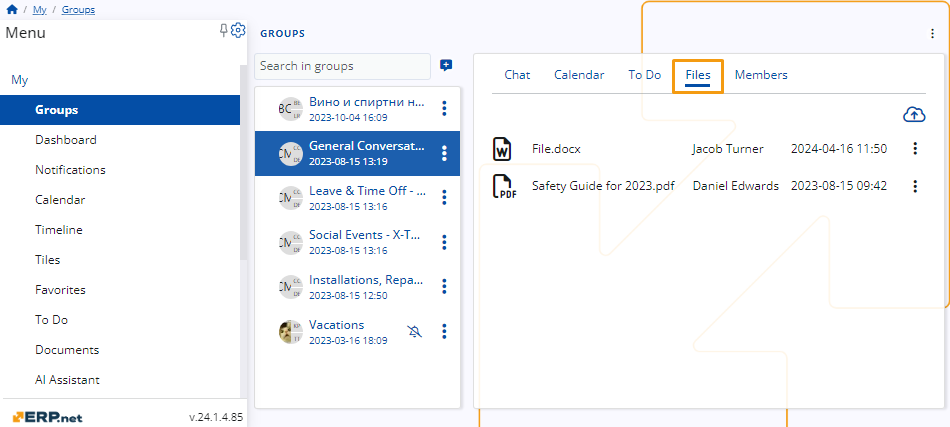 / My / Groups
Menu
My
Groups
Dashboard
Notifications
Calendar
Timeline
Tiles
Favorites
To Do
Documents
AI Assistant
ERP.net
v.24.1.4.85
GROUPS
Search in groups
Вино и спиртни н...
2023-10-04 16:09
General Conversat...
2023-08-15 13:19
Leave & Time Off - ...
2023-08-15 13:16
Social Events - X-T...
2023-08-15 13:16
Installations, Repa...
2023-08-15 12:50
Vacations
2023-03-16 18:09
Chat Calendar To Do Files Members
W File.docx Jacob Turner 2024-04-16 11:50
PDF Safety Guide for 2023.pdf Daniel Edwards 2023-08-15 09:42